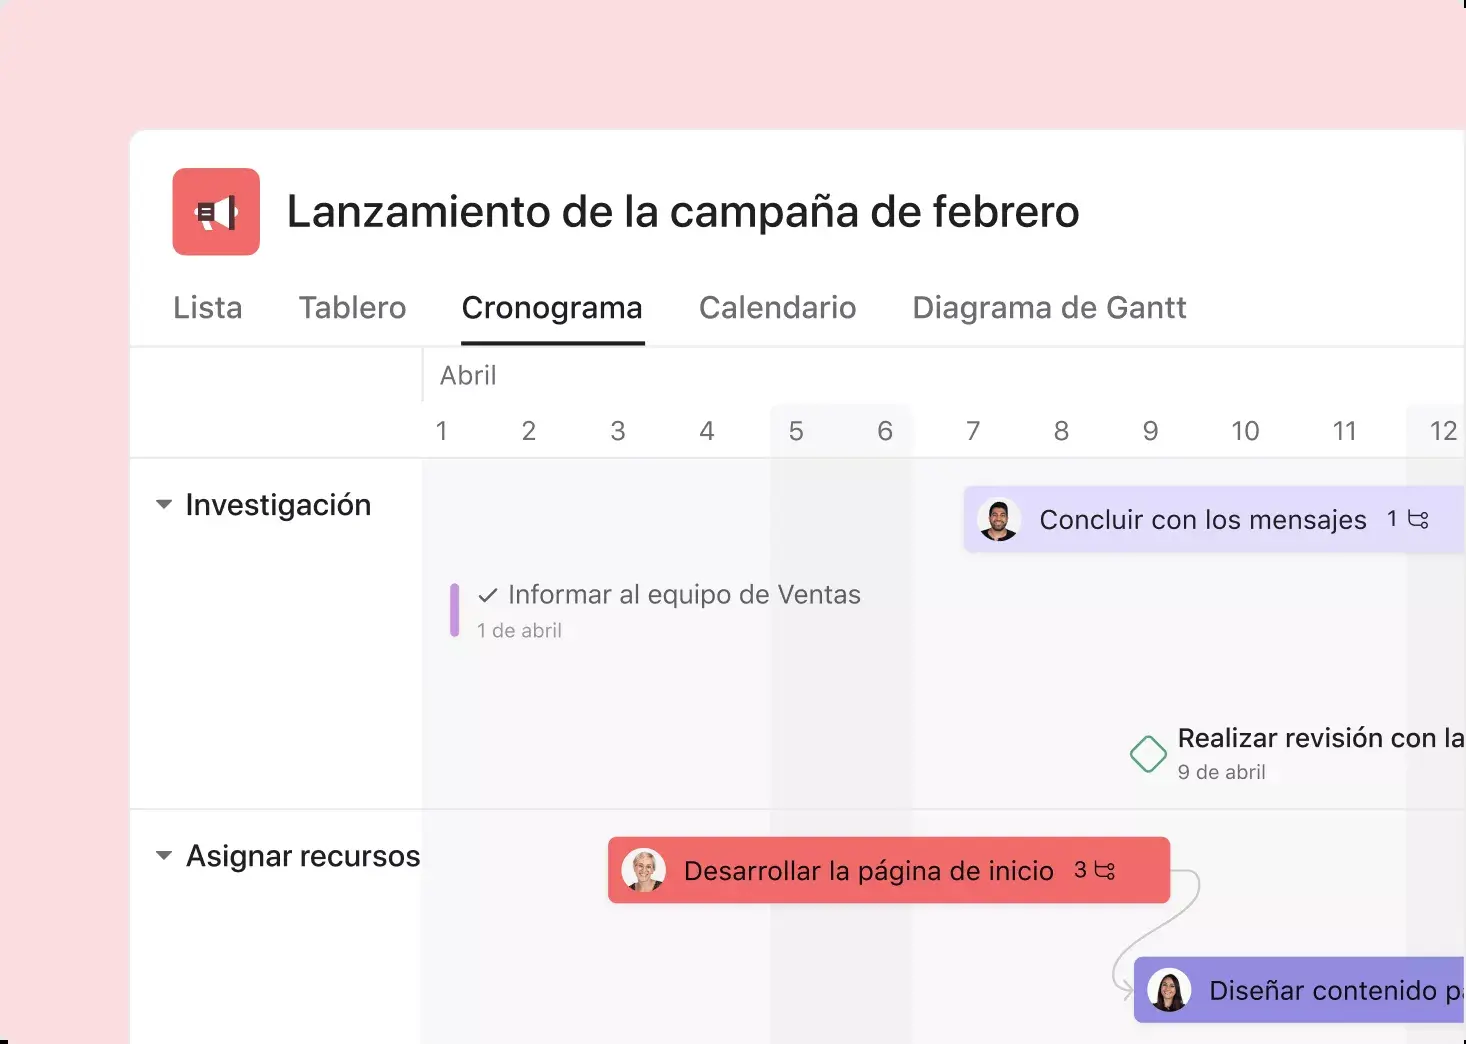 Lanzamiento de la campaña de febrero
Lista Tablero Cronograma Calendario Diagrama de Gantt
Abril
1 2 3 4 5 6 7 8 9 10 11 12
Investigación
Concluir con los mensajes 1
✓ Informar al equipo de Ventas
1 de abril
Realizar revisión con la
9 de abril
Asignar recursos
Desarrollar la página de inicio 3
Diseñar contenido